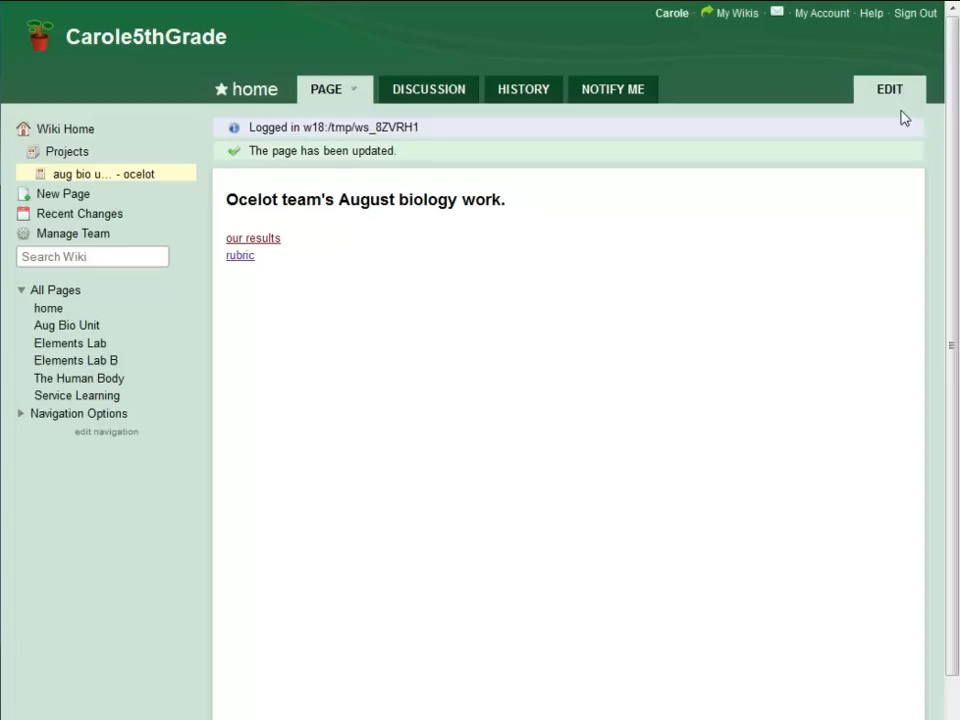 Carole · My Wikis · My Account · Help · Sign Out
Carole5thGrade
home PAGE DISCUSSION HISTORY NOTIFY ME EDIT
Wiki Home
Projects
aug bio u... - ocelot
New Page
Recent Changes
Manage Team
Search Wiki
All Pages
home
Aug Bio Unit
Elements Lab
Elements Lab B
The Human Body
Service Learning
Navigation Options
edit navigation
Logged in w18:/tmp/ws_8ZVRH1
The page has been updated.
Ocelot team's August biology work.
our results
rubric